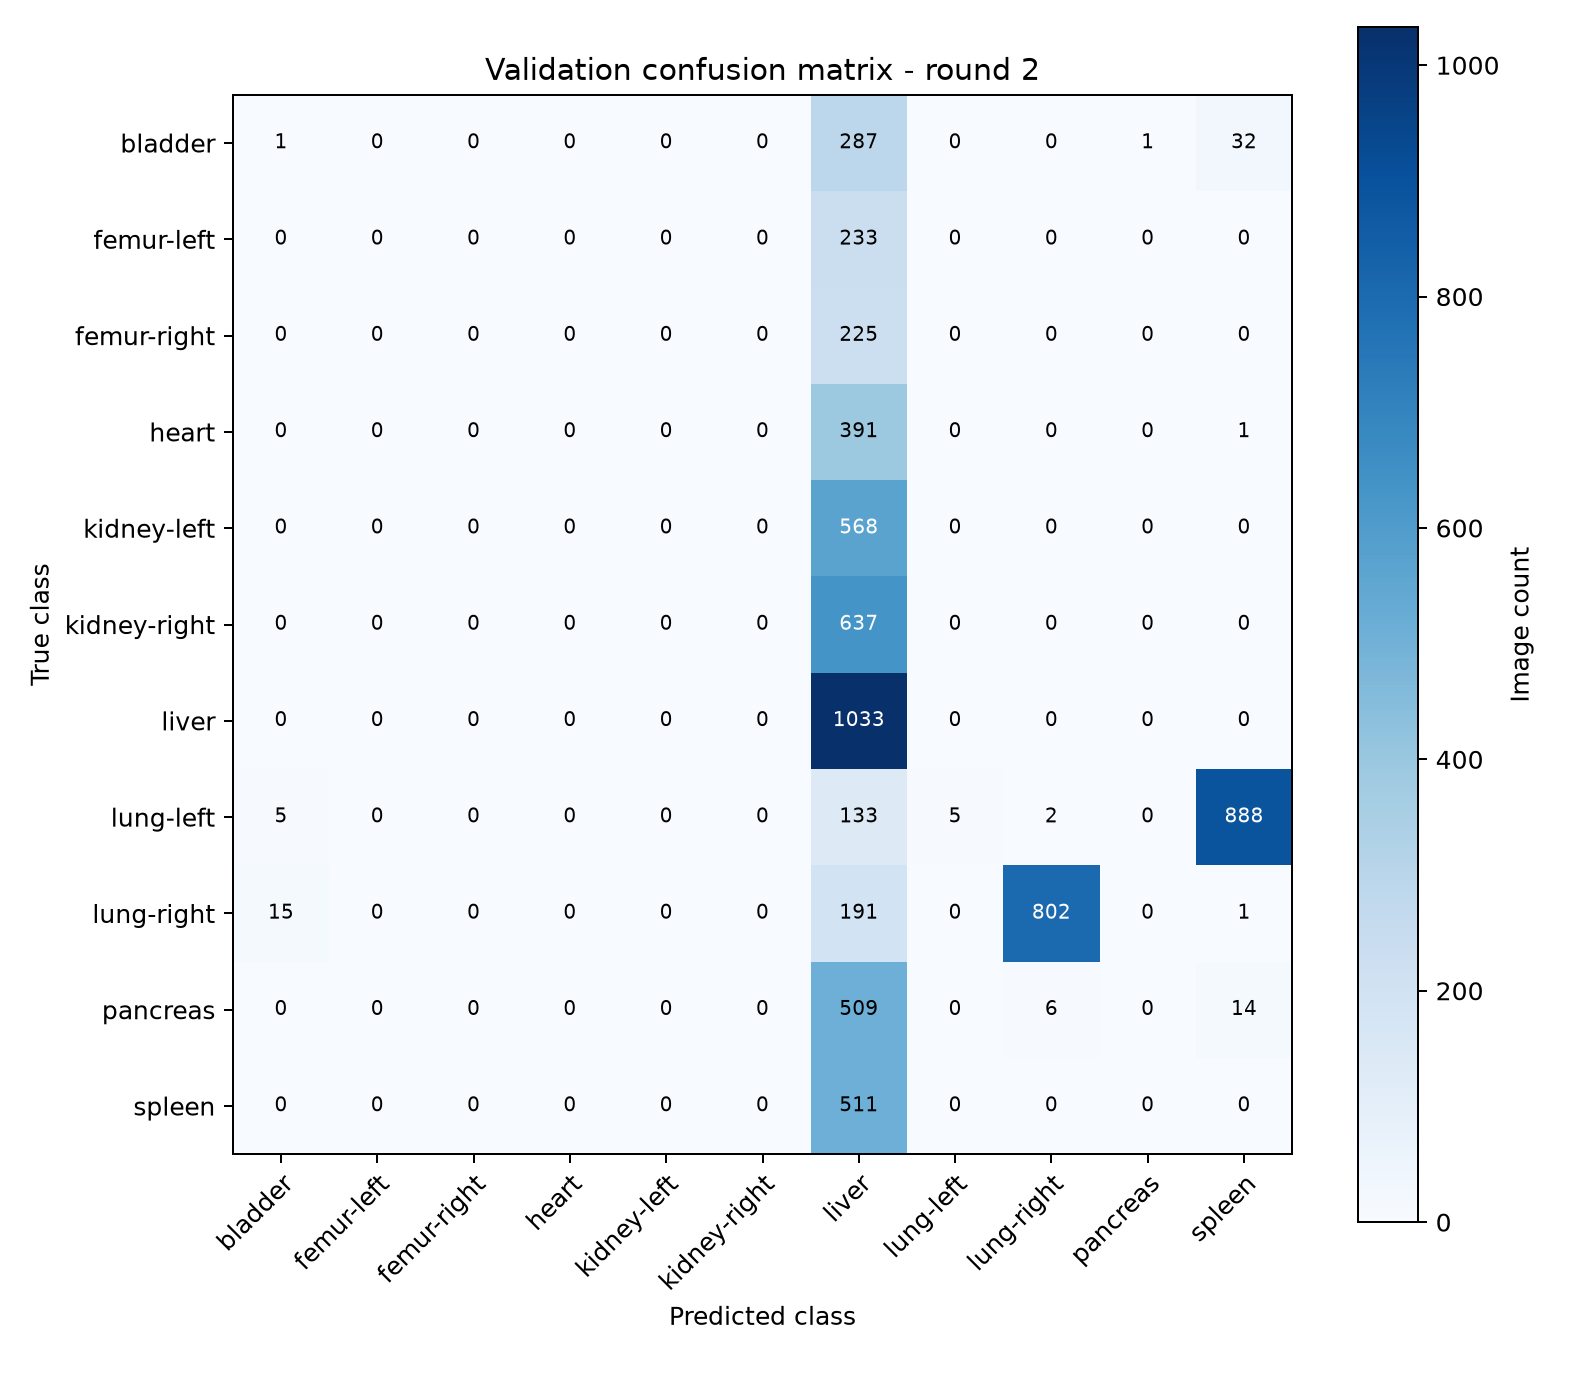 Validation confusion matrix - round 2
True class
bladder 1 0 0 0 0 0 287 0 0 1 32
femur-left 0 0 0 0 0 0 233 0 0 0 0
femur-right 0 0 0 0 0 0 225 0 0 0 0
heart 0 0 0 0 0 0 391 0 0 0 1
kidney-left 0 0 0 0 0 0 568 0 0 0 0
kidney-right 0 0 0 0 0 0 637 0 0 0 0
liver 0 0 0 0 0 0 1033 0 0 0 0
lung-left 5 0 0 0 0 0 133 5 2 0 888
lung-right 15 0 0 0 0 0 191 0 802 0 1
pancreas 0 0 0 0 0 0 509 0 6 0 14
spleen 0 0 0 0 0 0 511 0 0 0 0
bladder femur-left femur-right heart kidney-left kidney-right liver lung-left lung-right pancreas spleen
Predicted class
1000
800
600
400
200
0
Image count